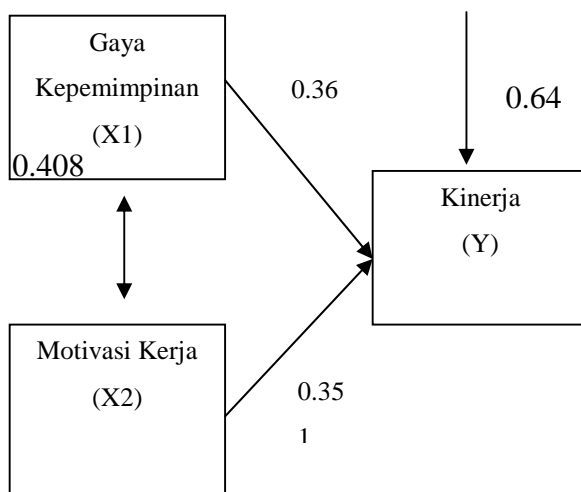 Gaya
Kepemimpinan
(X1)
0.408
0.36
0.64
Kinerja
(Y)
Motivasi Kerja
(X2)
0.35
1